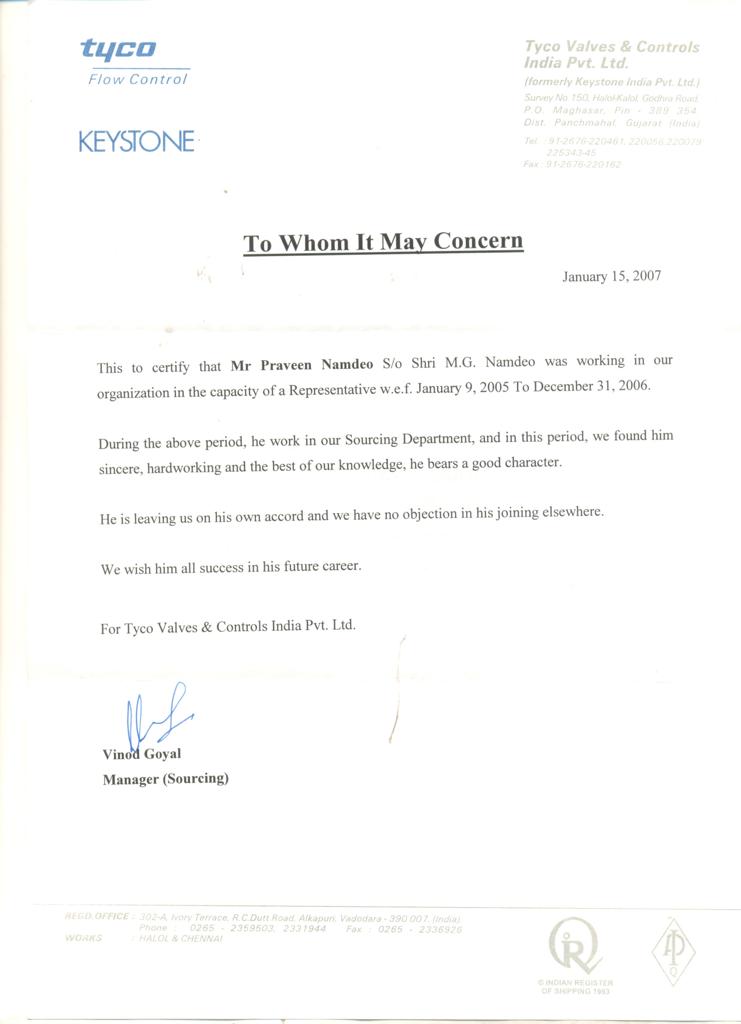 tyco
Flow Control
KEYSTONE
Tyco Valves & Controls
India Pvt. Ltd.
(formerly Keystone India Pvt. Ltd.)
Survey No 150, Halol-Kalol, Godhra Road,
P.O. Maghasar, Pin - 389 354
Dist. Panchmahal, Gujarat (India)
Tel. : 91-2676-220461, 220056, 220079
225343-45
Fax : 91-2676-220162
To Whom It May Concern
January 15, 2007
This to certify that Mr Praveen Namdeo S/o Shri M.G. Namdeo was working in our
organization in the capacity of a Representative w.e.f. January 9, 2005 To December 31, 2006.
During the above period, he work in our Sourcing Department, and in this period, we found him
sincere, hardworking and the best of our knowledge, he bears a good character.
He is leaving us on his own accord and we have no objection in his joining elsewhere.
We wish him all success in his future career.
For Tyco Valves & Controls India Pvt. Ltd.
Vinod Goyal
Manager (Sourcing)
REGD.OFFICE : 302-A, Ivory Terrace, R.C.Dutt Road, Alkapuri, Vadodara - 390 007. (India)
Phone : 0265 - 2359503, 2331944 Fax : 0265 - 2336926
WORKS : HALOL & CHENNAI
© INDIAN REGISTER
OF SHIPPING 1993